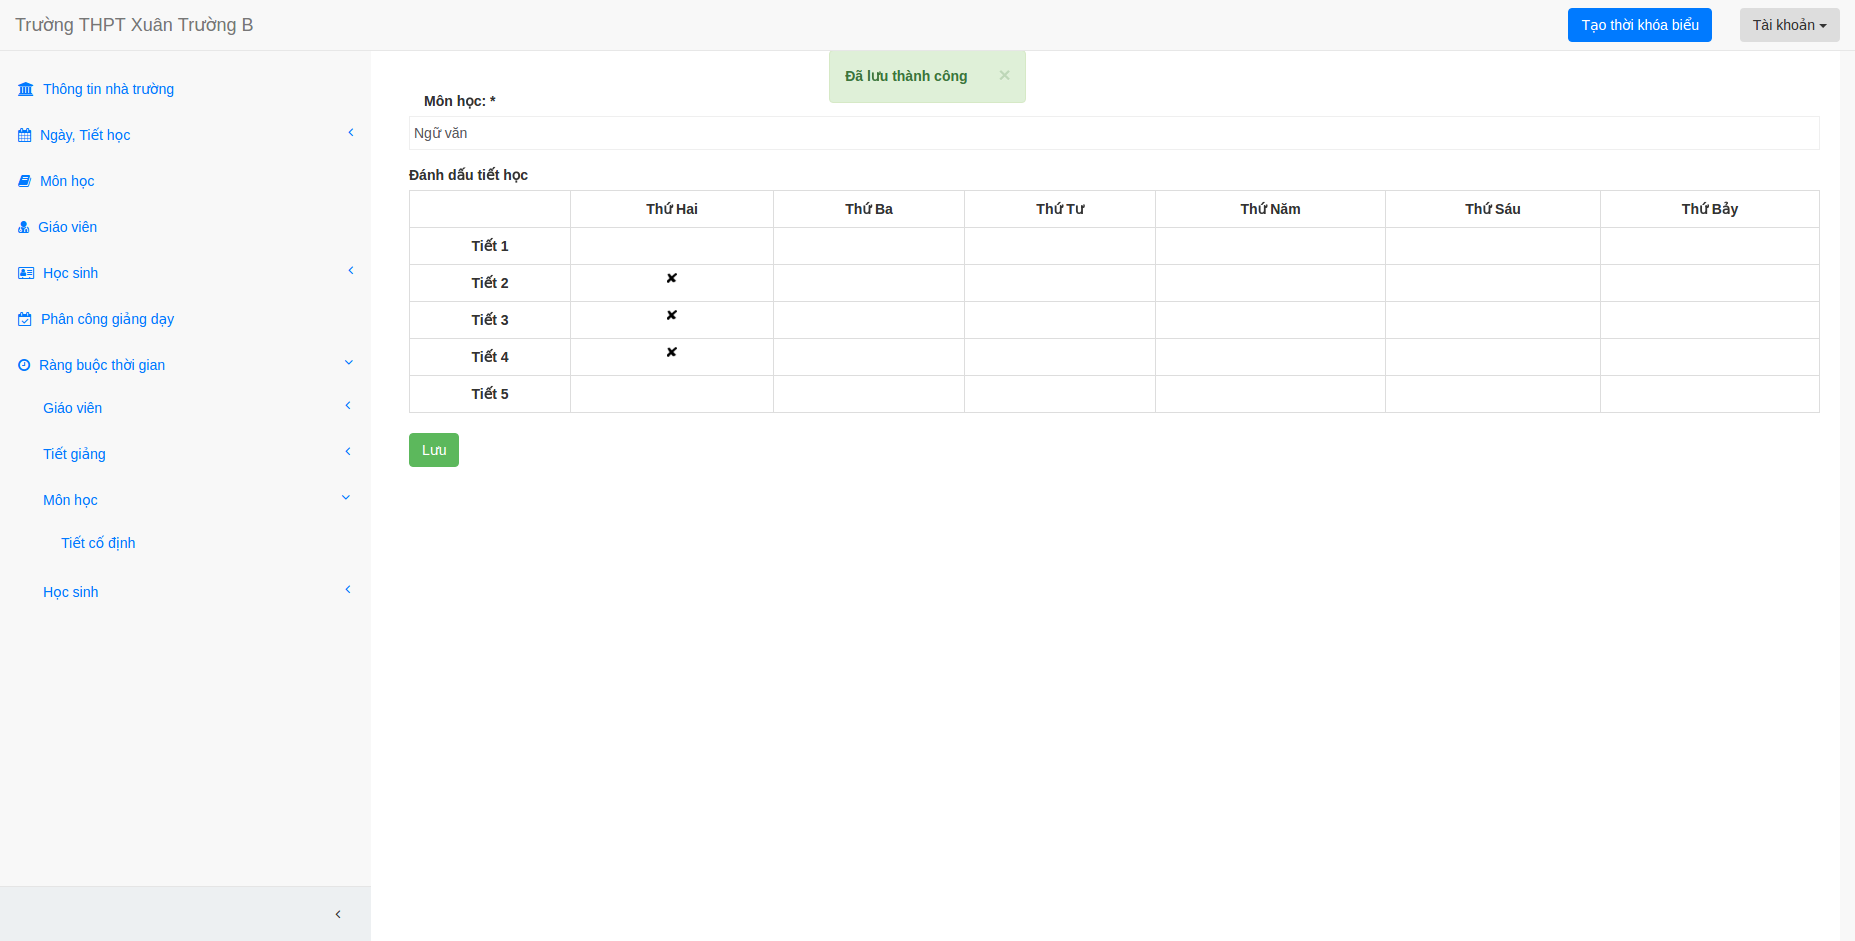 Trường THPT Xuân Trường B
Tạo thời khóa biểu
Tài khoản
Thông tin nhà trường
Ngày, Tiết học
Môn học
Giáo viên
Học sinh
Phân công giảng dạy
Ràng buộc thời gian
Giáo viên
Tiết giảng
Môn học
Tiết cố định
Học sinh
Đã lưu thành công ×
Môn học: *
Ngữ văn
Đánh dấu tiết học
Thứ Hai Thứ Ba Thứ Tư Thứ Năm Thứ Sáu Thứ Bảy
Tiết 1
Tiết 2 ✘
Tiết 3 ✘
Tiết 4 ✘
Tiết 5
Lưu